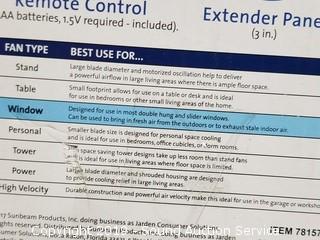 Remote Control
AA batteries, 1.5V required - included).
Extender Pane
(3 in.)
FAN TYPE BEST USE FOR...
Stand Large blade diameter and motorized oscillation help to deliver
a powerful airflow in large living areas where there is ample floor space.
Table Small footprint allows for use on a table or desk and is ideal
for use in bedrooms or other small living areas of the home.
Window Designed for use in most double hung and slider windows.
Can be used to bring in fresh air from the outdoors or to exhaust stale indoor air.
Personal Smaller blade size is designed for personal space cooling
and is ideal for use in bedrooms, office cubicles, or dorm rooms.
Tower space saving tower designs take up less room than stand fans
is ideal for living areas where floor space is limited.
Power Large blade diameter and shrouded housing are designed
to provide cooling relief in large living areas.
High Velocity Durable construction and powerful air velocity make this ideal for use in the garage or workshop
17 Sunbeam Products, Inc. doing business as Jarden Consumer Solutions.
ITEM 78157
Copyright 2019 Auction Service